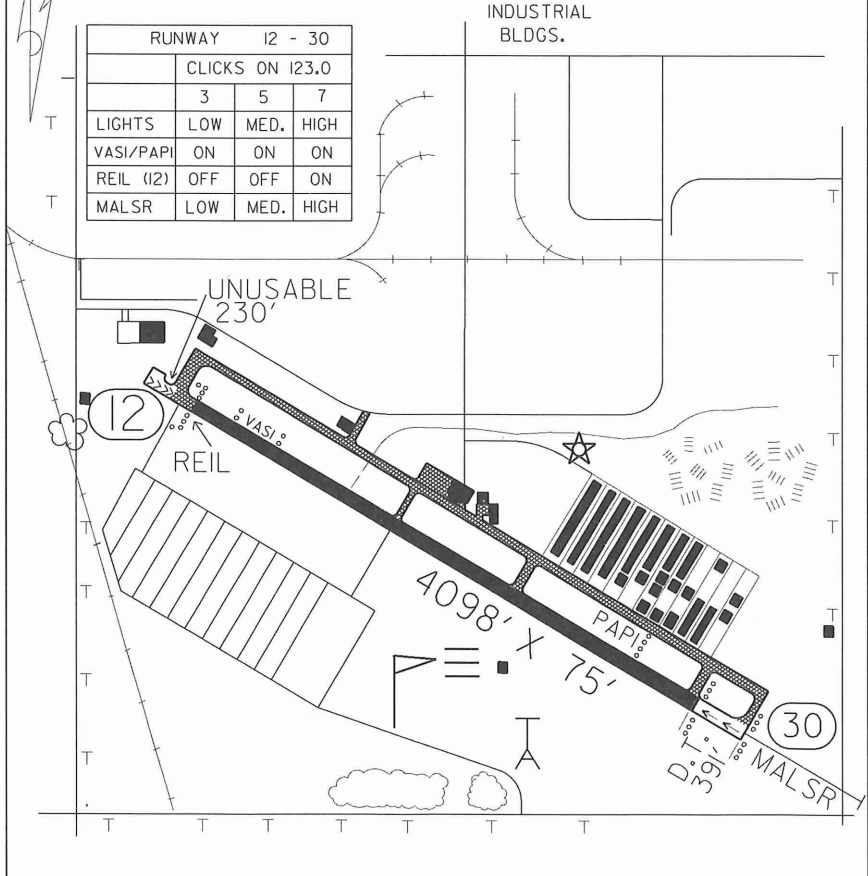 INDUSTRIAL
BLDGS.
RUNWAY 12 - 30
CLICKS ON 123.0
3 5 7
LIGHTS LOW MED. HIGH
VASI/PAPI ON ON ON
REIL (12) OFF OFF ON
MALSR LOW MED. HIGH
UNUSABLE
230'
12
VASI
REIL
4098' X 75'
PAPI
30
D.T.
391'
MALSR